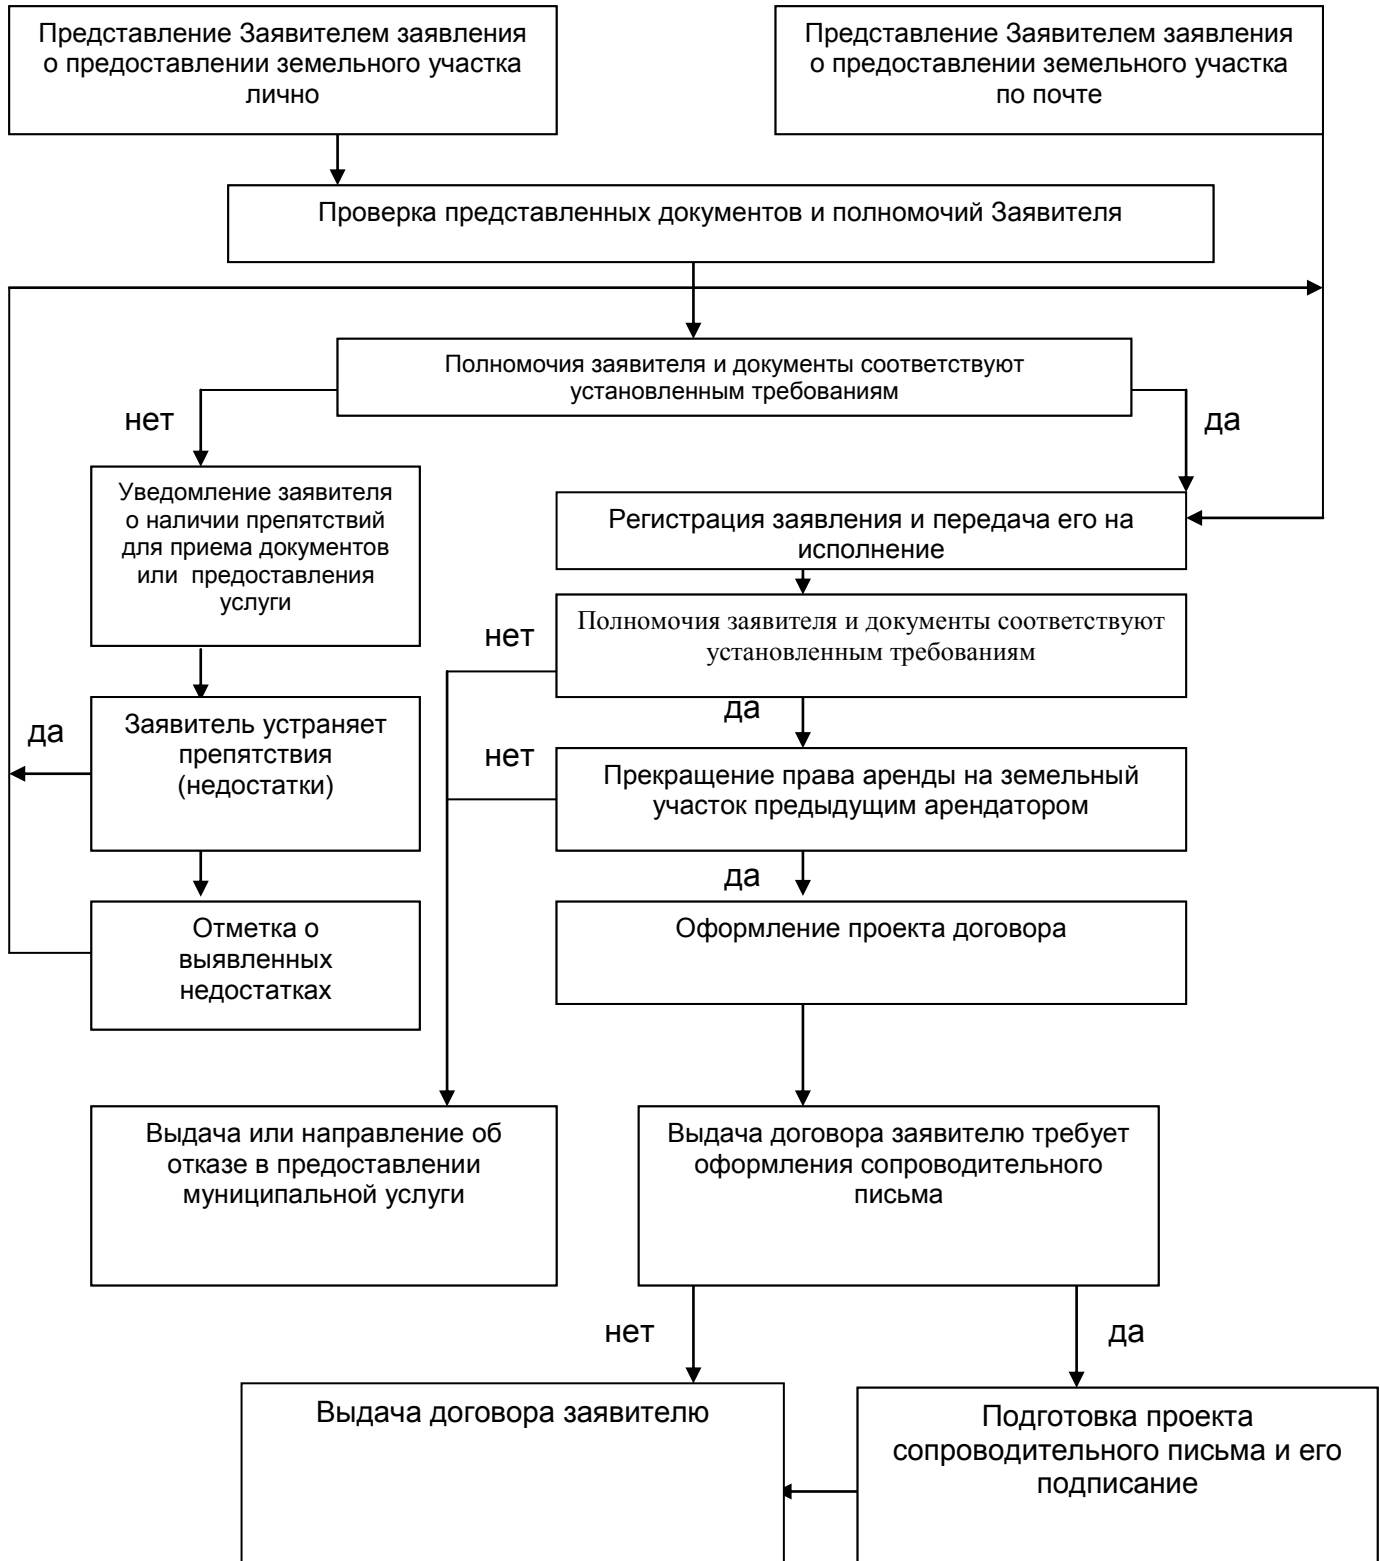 Представление Заявителем заявления
о предоставлении земельного участка
лично
Представление Заявителем заявления
о предоставлении земельного участка
по почте
Проверка представленных документов и полномочий Заявителя
Полномочия заявителя и документы соответствуют
установленным требованиям
нет
да
Уведомление заявителя
о наличии препятствий
для приема документов
или предоставления
услуги
Регистрация заявления и передача его на
исполнение
нет
Полномочия заявителя и документы соответствуют
установленным требованиям
да
да
Заявитель устраняет
препятствия
(недостатки)
нет
Прекращение права аренды на земельный
участок предыдущим арендатором
да
Отметка о
выявленных
недостатках
Оформление проекта договора
Выдача или направление об
отказе в предоставлении
муниципальной услуги
Выдача договора заявителю требует
оформления сопроводительного
письма
нет
да
Выдача договора заявителю
Подготовка проекта
сопроводительного письма и его
подписание